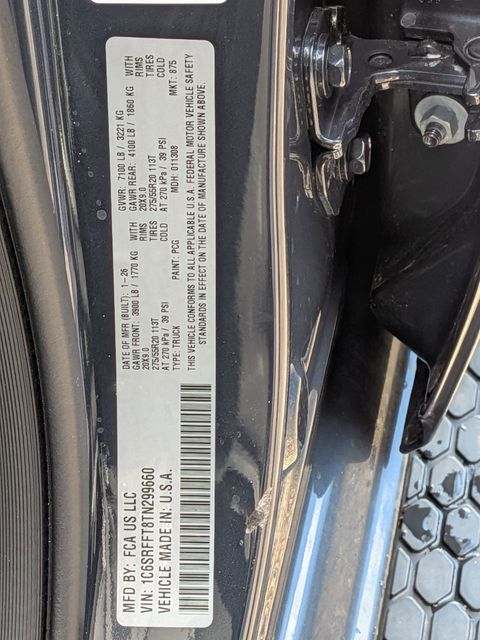 MFD BY: FCA US LLC
VIN: 1C6SRFFT8TN299660
VEHICLE MADE IN: U.S.A.
DATE OF MFR (BUILT): 1-26
GVWR: 7100 LB / 3221 KG
GAWR FRONT: 3900 LB / 1770 KG WITH
GAWR REAR: 4100 LB / 1860 KG WITH
20X9.0 RIMS
20X9.0 RIMS
275/55R20 113T TIRES
275/55R20 113T TIRES
AT 270 kPa / 39 PSI COLD
AT 270 kPa / 39 PSI COLD
TYPE: TRUCK PAINT: PCG MDH: 011308 MKT: 875
THIS VEHICLE CONFORMS TO ALL APPLICABLE U.S.A. FEDERAL MOTOR VEHICLE SAFETY
STANDARDS IN EFFECT ON THE DATE OF MANUFACTURE SHOWN ABOVE.